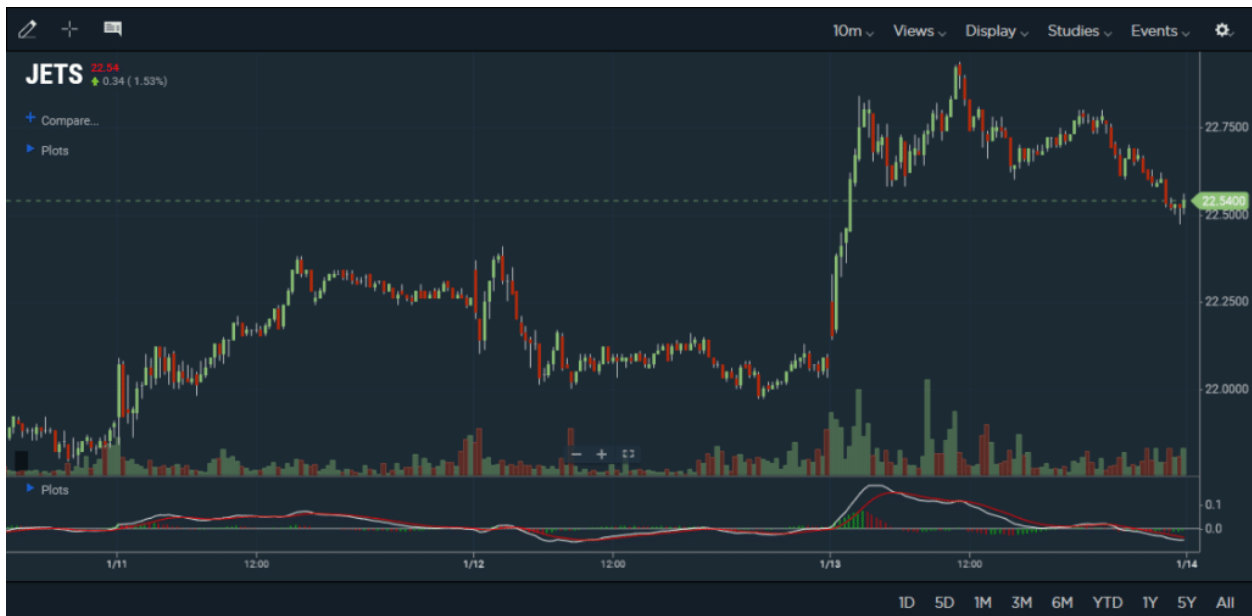 10m Views Display Studies Events
JETS 22.54
0.34 ( 1.53%)
Compare...
Plots
22.7500
22.5400
22.5000
22.2500
22.0000
Plots
0.1
0.0
1/11 12:00 1/12 12:00 1/13 12:00 1/14
1D 5D 1M 3M 6M YTD 1Y 5Y All